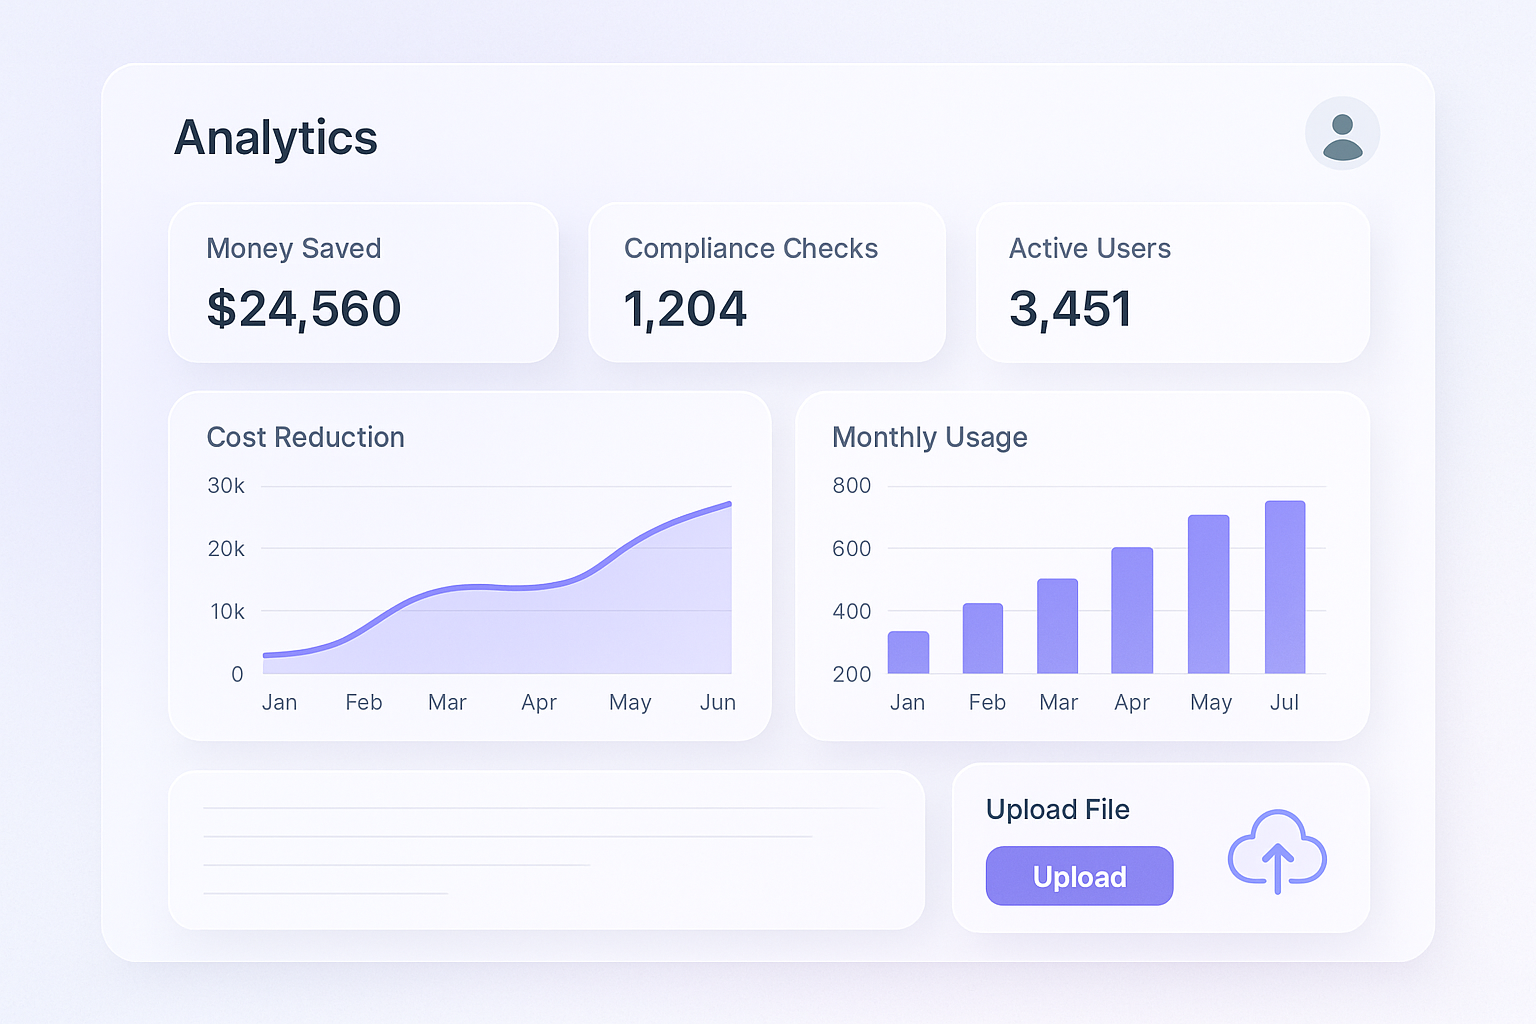 Analytics
Money Saved
$24,560
Compliance Checks
1,204
Active Users
3,451
Cost Reduction
30k
20k
10k
0
Jan Feb Mar Apr May Jun
Monthly Usage
800
600
400
200
Jan Feb Mar Apr May Jul
Upload File
Upload